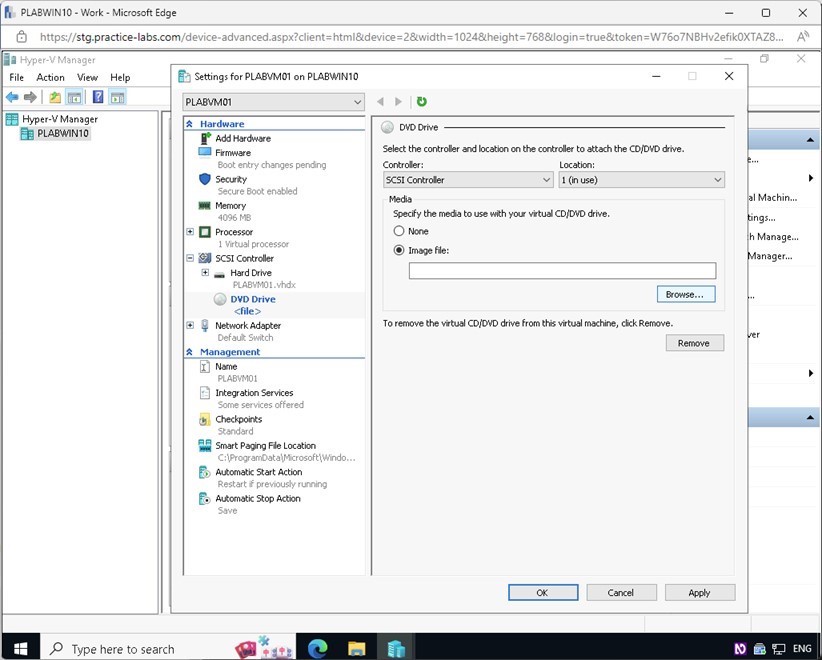 PLABWIN10 - Work - Microsoft Edge
https://stg.practice-labs.com/device-advanced.aspx?client=html&device=2&width=1024&height=768&login=true&token=W76o7NBHv2efik0XTAZ8...
Hyper-V Manager
File Action View Help
Hyper-V Manager
PLABWIN10
Settings for PLABVM01 on PLABWIN10
PLABVM01
Hardware
Add Hardware
Firmware
Boot entry changes pending
Security
Secure Boot enabled
Memory
4096 MB
Processor
1 Virtual processor
SCSI Controller
Hard Drive
PLABVM01.vhdx
DVD Drive
<file>
Network Adapter
Default Switch
Management
Name
PLABVM01
Integration Services
Some services offered
Checkpoints
Standard
Smart Paging File Location
C:\ProgramData\Microsoft\Windo...
Automatic Start Action
Restart if previously running
Automatic Stop Action
Save
DVD Drive
Select the controller and location on the controller to attach the CD/DVD drive.
Controller: Location:
SCSI Controller 1 (in use)
Media
Specify the media to use with your virtual CD/DVD drive.
None
Image file:
Browse...
To remove the virtual CD/DVD drive from this virtual machine, click Remove.
Remove
OK Cancel Apply
e...
al Machin...
tings...
h Manage...
Manager...
...
ver
Type here to search
ENG